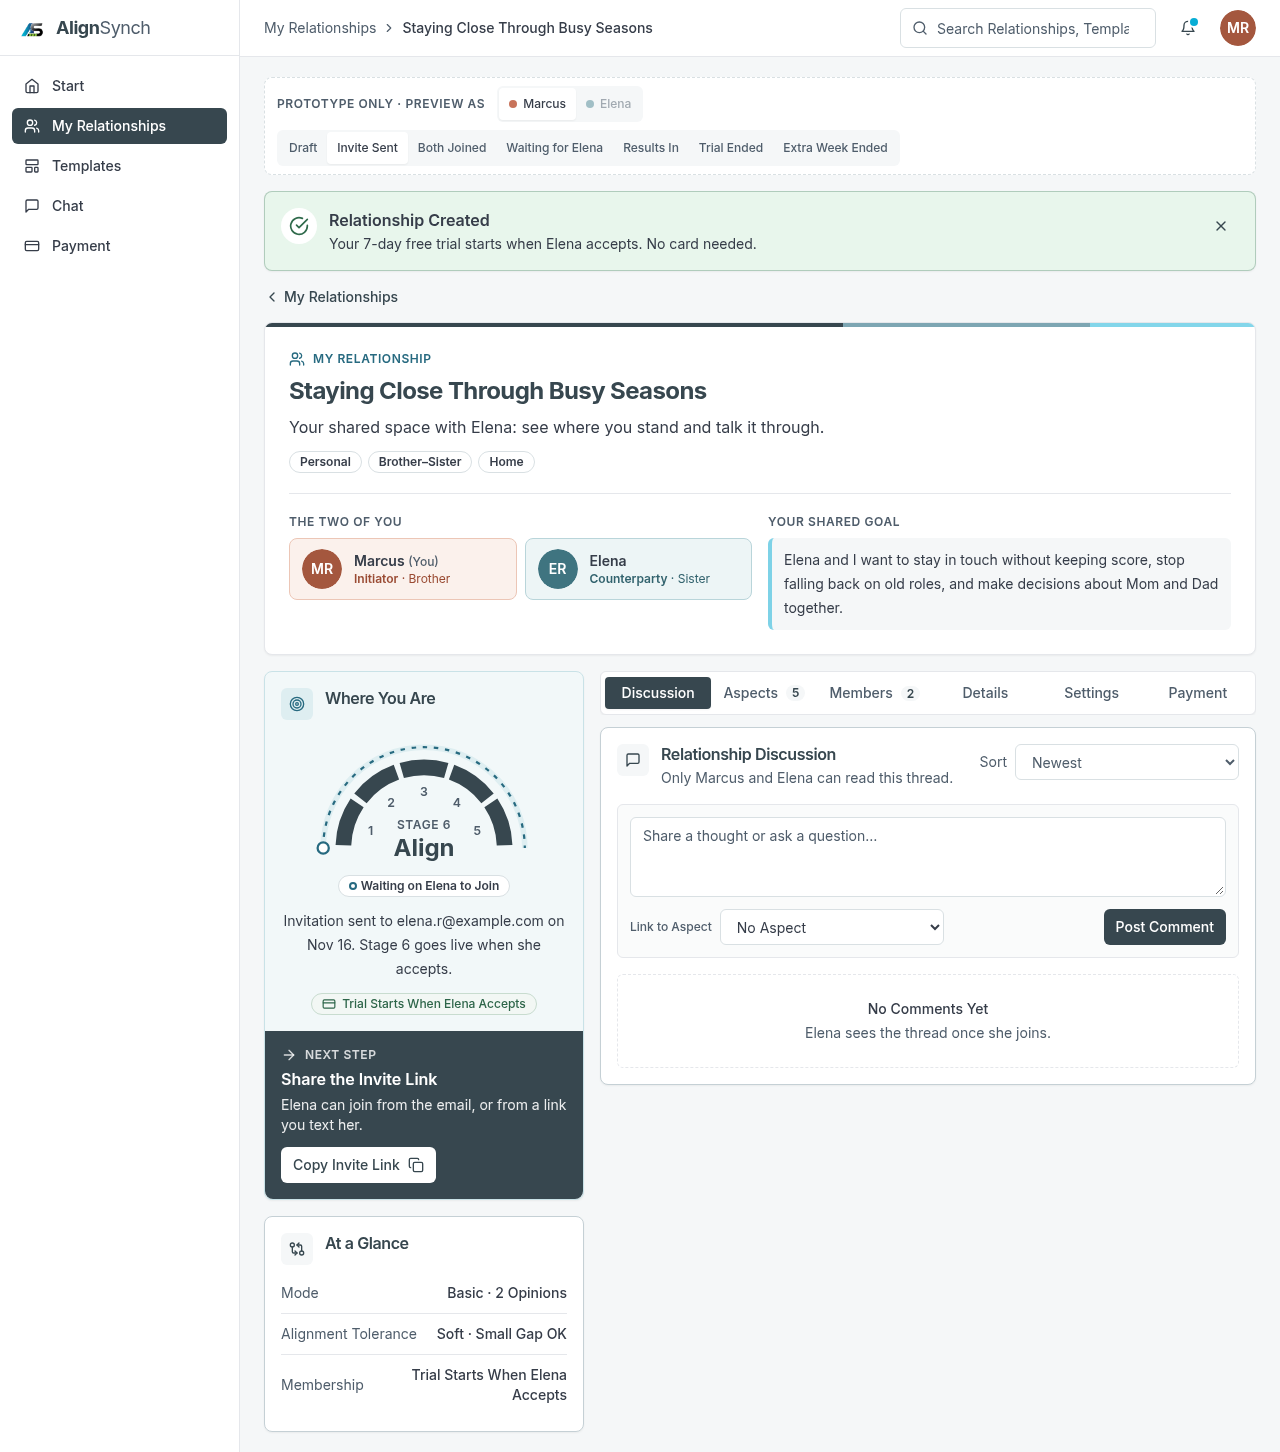 AlignSynch
Start
My Relationships
Templates
Chat
Payment
My Relationships > Staying Close Through Busy Seasons
Search Relationships, Templa
MR
PROTOTYPE ONLY · PREVIEW AS
Marcus
Elena
Draft
Invite Sent
Both Joined
Waiting for Elena
Results In
Trial Ended
Extra Week Ended
Relationship Created
Your 7-day free trial starts when Elena accepts. No card needed.
My Relationships
MY RELATIONSHIP
Staying Close Through Busy Seasons
Your shared space with Elena: see where you stand and talk it through.
Personal
Brother–Sister
Home
THE TWO OF YOU
MR
Marcus (You)
Initiator · Brother
ER
Elena
Counterparty · Sister
YOUR SHARED GOAL
Elena and I want to stay in touch without keeping score, stop
falling back on old roles, and make decisions about Mom and Dad
together.
Where You Are
1
2
3
4
5
STAGE 6
Align
Waiting on Elena to Join
Invitation sent to elena.r@example.com on
Nov 16. Stage 6 goes live when she
accepts.
Trial Starts When Elena Accepts
NEXT STEP
Share the Invite Link
Elena can join from the email, or from a link
you text her.
Copy Invite Link
At a Glance
Mode
Basic · 2 Opinions
Alignment Tolerance
Soft · Small Gap OK
Membership
Trial Starts When Elena
Accepts
Discussion
Aspects 5
Members 2
Details
Settings
Payment
Relationship Discussion
Only Marcus and Elena can read this thread.
Sort
Newest
Share a thought or ask a question...
Link to Aspect
No Aspect
Post Comment
No Comments Yet
Elena sees the thread once she joins.